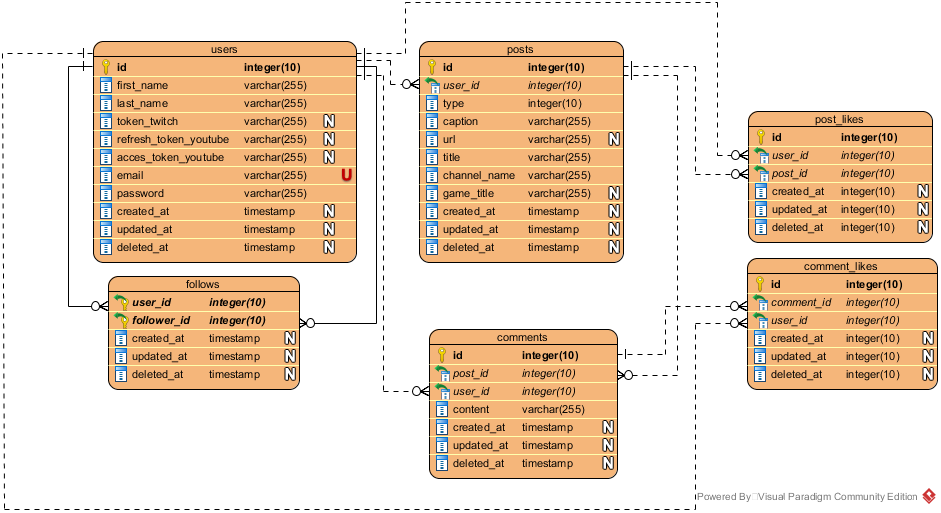 users
id integer(10)
first_name varchar(255)
last_name varchar(255)
token_twitch varchar(255) N
refresh_token_youtube varchar(255) N
acces_token_youtube varchar(255) N
email varchar(255) U
password varchar(255)
created_at timestamp N
updated_at timestamp N
deleted_at timestamp N
posts
id integer(10)
user_id integer(10)
type integer(10)
caption varchar(255)
url varchar(255) N
title varchar(255)
channel_name varchar(255)
game_title varchar(255) N
created_at timestamp N
updated_at timestamp N
deleted_at timestamp N
post_likes
id integer(10)
user_id integer(10)
post_id integer(10)
created_at integer(10) N
updated_at integer(10) N
deleted_at integer(10) N
follows
user_id integer(10)
follower_id integer(10)
created_at timestamp N
updated_at timestamp N
deleted_at timestamp N
comments
id integer(10)
post_id integer(10)
user_id integer(10)
content varchar(255)
created_at timestamp N
updated_at timestamp N
deleted_at timestamp N
comment_likes
id integer(10)
comment_id integer(10)
user_id integer(10)
created_at integer(10) N
updated_at integer(10) N
deleted_at integer(10) N
Powered By Visual Paradigm Community Edition